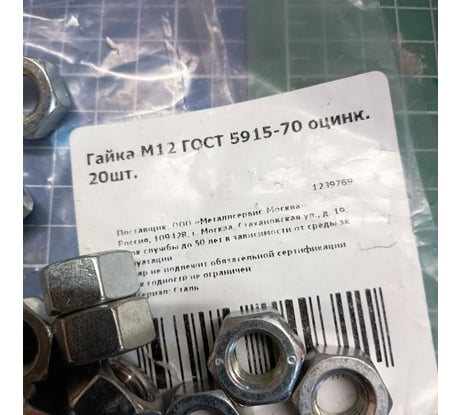 Гайка М12 ГОСТ 5915-70 оцинк.
20шт.
1239769
Поставщик: ООО «Металлсервис Москва»
Россия, 109428, г. Москва, Стахановская ул., д. 19,
службы до 50 лет в зависимости от среды эк
плуатации
не подлежит обязательной сертификации
годности не ограничен
Сталь